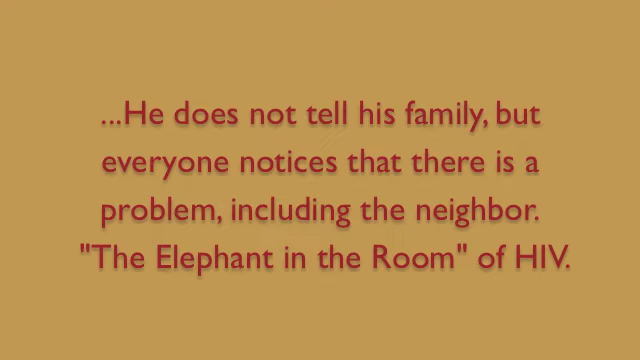 ...He does not tell his family, but
everyone notices that there is a
problem, including the neighbor.
"The Elephant in the Room" of HIV.